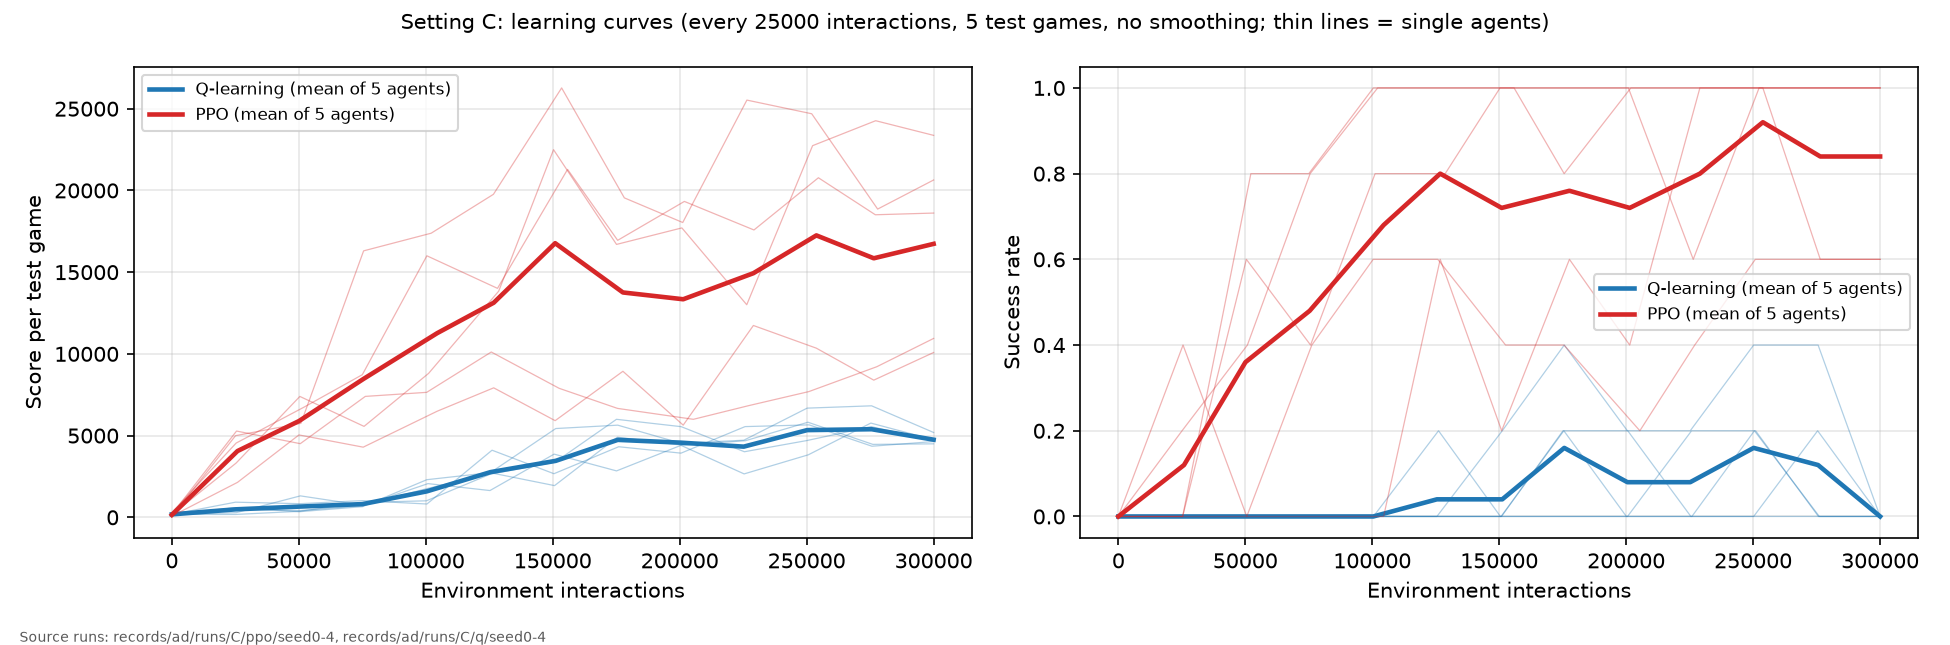 Setting C: learning curves (every 25000 interactions, 5 test games, no smoothing; thin lines = single agents)
Score per test game
25000
20000
15000
10000
5000
0
Q-learning (mean of 5 agents)
PPO (mean of 5 agents)
0 50000 100000 150000 200000 250000 300000
Environment interactions
Success rate
1.0
0.8
0.6
0.4
0.2
0.0
Q-learning (mean of 5 agents)
PPO (mean of 5 agents)
0 50000 100000 150000 200000 250000 300000
Environment interactions
Source runs: records/ad/runs/C/ppo/seed0-4, records/ad/runs/C/q/seed0-4